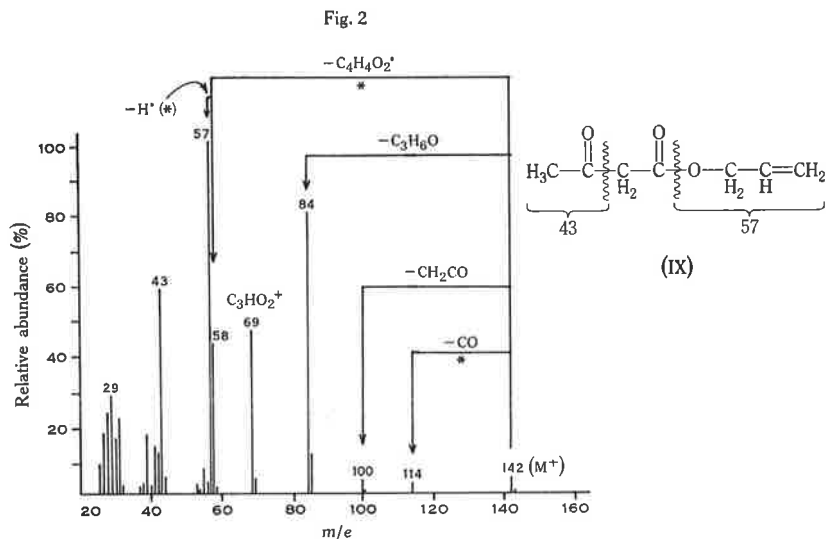 Fig. 2
−C₄H₄O₂•
*
−H• (*)
57
−C₃H₆O
84
43
C₃HO₂⁺
69
58
29
−CH₂CO
−CO
*
100
114
142 (M⁺)
Relative abundance (%)
100
80
60
40
20
20 40 60 80 100 120 140 160
m/e
O O
H₃C—C—C—C—O—C—C=CH₂
H₂ H₂ H
43 57
(IX)